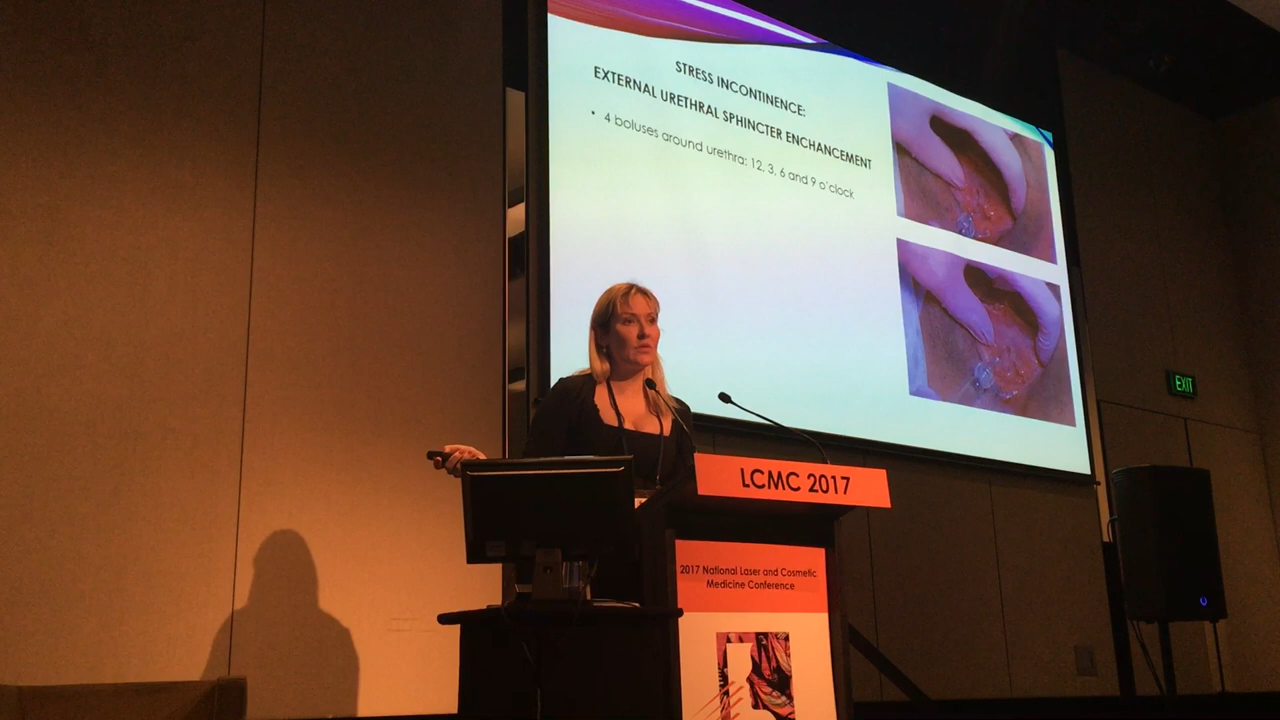 STRESS INCONTINENCE:
EXTERNAL URETHRAL SPHINCTER ENCHANCEMENT
• 4 boluses around urethra: 12, 3, 6 and 9 o'clock
EXIT
LCMC 2017
2017 National Laser and Cosmetic
Medicine Conference